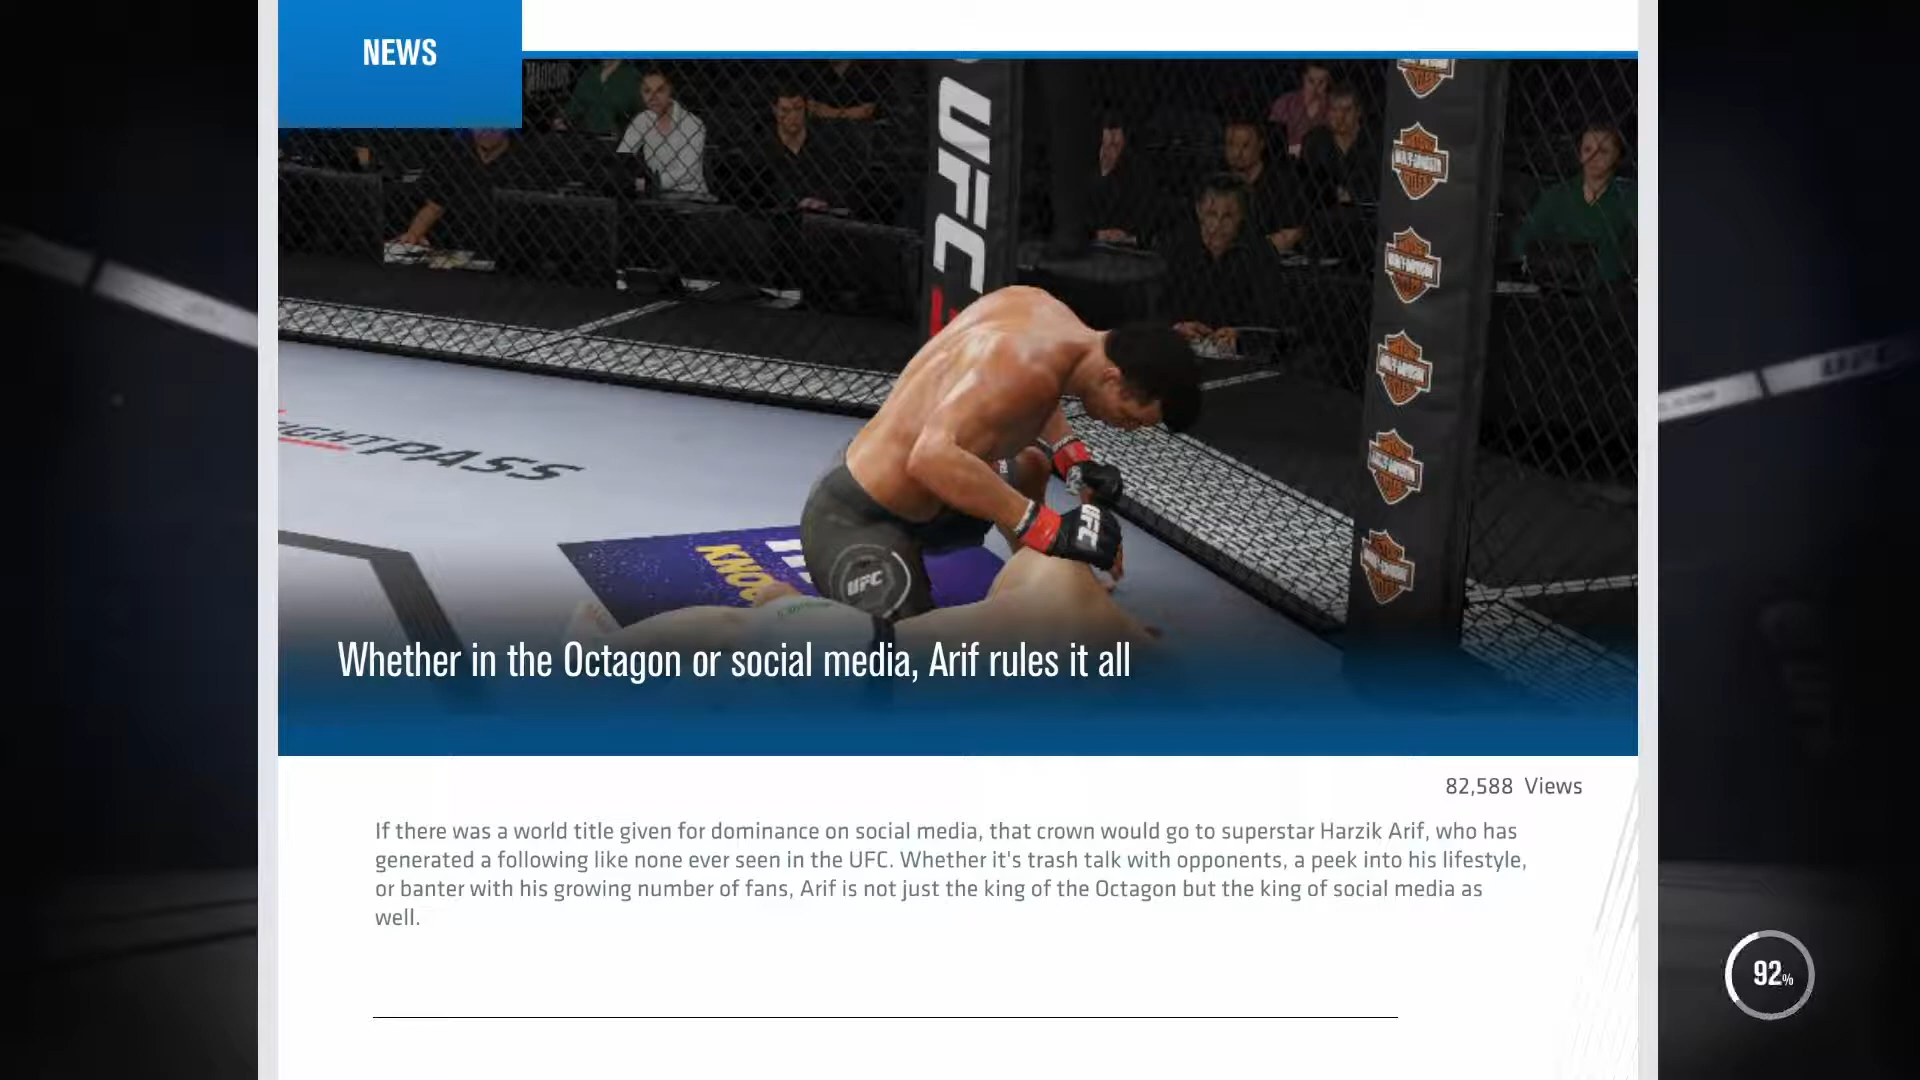 NEWS
UFC
FIGHTPASS
UFC
UFC
Whether in the Octagon or social media, Arif rules it all
82,588 Views
If there was a world title given for dominance on social media, that crown would go to superstar Harzik Arif, who has
generated a following like none ever seen in the UFC. Whether it's trash talk with opponents, a peek into his lifestyle,
or banter with his growing number of fans, Arif is not just the king of the Octagon but the king of social media as
well.
92%